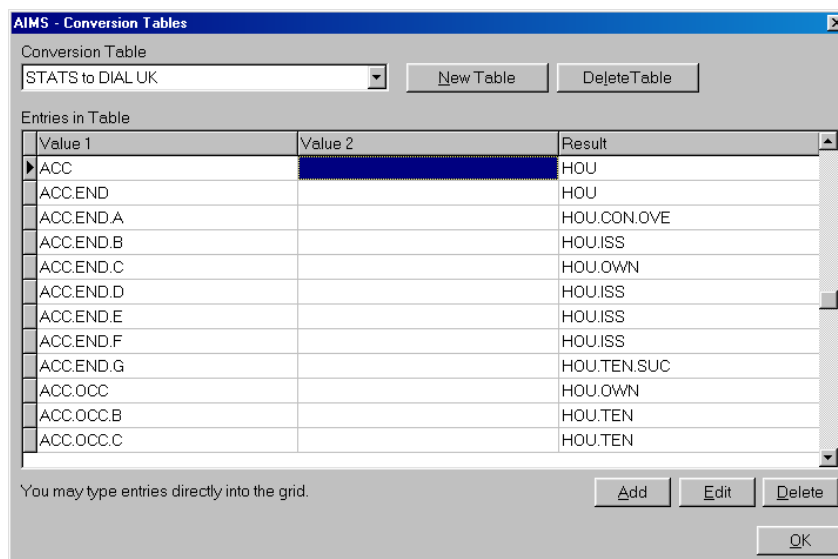 AIMS - Conversion Tables
Conversion Table
STATS to DIAL UK New Table DeleteTable
Entries in Table
Value 1 Value 2 Result
ACC HOU
ACC.END HOU
ACC.END.A HOU.CON.OVE
ACC.END.B HOU.ISS
ACC.END.C HOU.OWN
ACC.END.D HOU.ISS
ACC.END.E HOU.ISS
ACC.END.F HOU.ISS
ACC.END.G HOU.TEN.SUC
ACC.OCC HOU.OWN
ACC.OCC.B HOU.TEN
ACC.OCC.C HOU.TEN
You may type entries directly into the grid. Add Edit Delete
OK